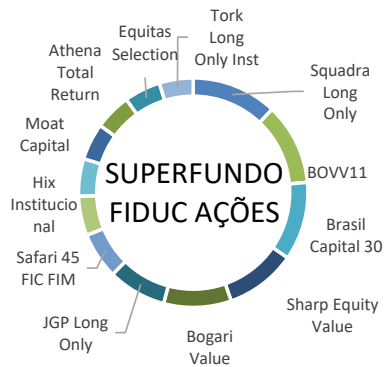 Tork
Long
Only Inst
Squadra
Long
Only
BOVV11
Brasil
Capital 30
Sharp Equity
Value
Bogari
Value
JGP Long
Only
Safari 45
FIC FIM
Hix
Institucio
nal
Moat
Capital
Athena
Total
Return
Equitas
Selection
SUPERFUNDO
FIDUC AÇÕES